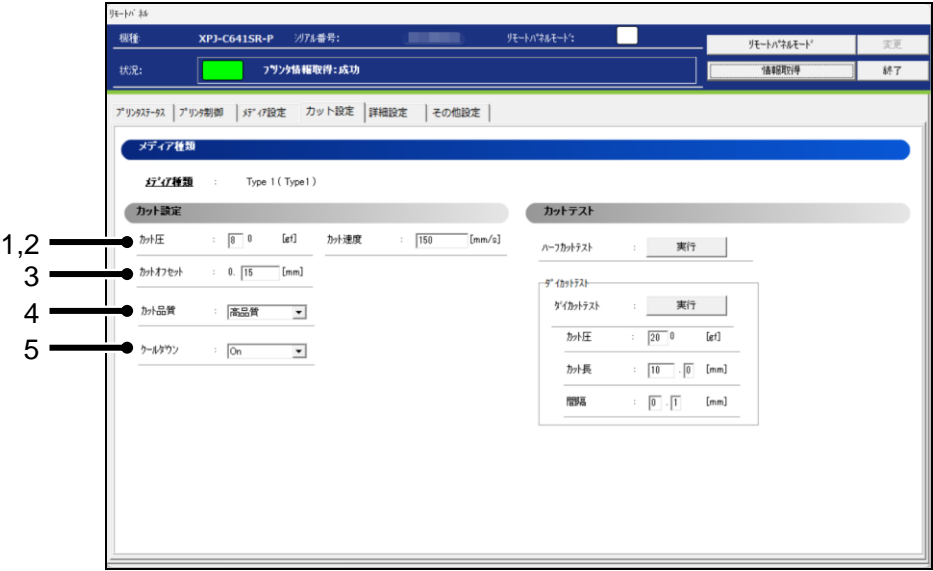 リモートパネル
機種: XPJ-C641SR-P シリアル番号: リモートパネルモード:
リモートパネルモード 変更
状況: プリンタ情報取得:成功
情報取得 終了
プリンタステータス プリンタ制御 メディア設定 カット設定 詳細設定 その他設定
メディア種類
メディア種類 : Type 1 ( Type1 )
カット設定 カットテスト
1,2 カット圧 : 8 0 [gf] カット速度 : 150 [mm/s]
ハーフカットテスト : 実行
3 カットオフセット : 0. 15 [mm]
ダイカットテスト
4 カット品質 : 高品質
ダイカットテスト : 実行
カット圧 : 20 0 [gf]
5 クールダウン : On
カット長 : 10 . 0 [mm]
間隔 : 0 . 1 [mm]